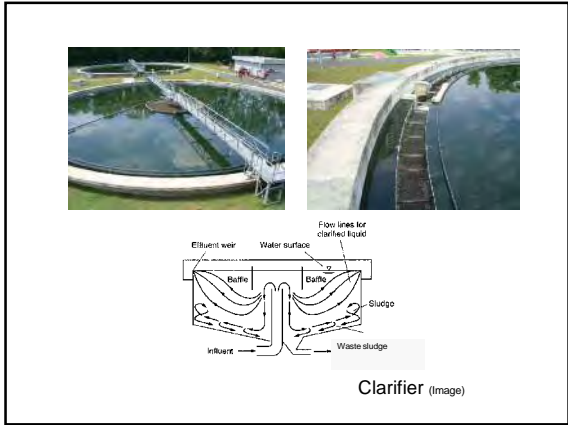 Flow lines for
clarified liquid
Effluent weir
Water surface
Baffle
Baffle
Sludge
Influent
Waste sludge
Clarifier (Image)